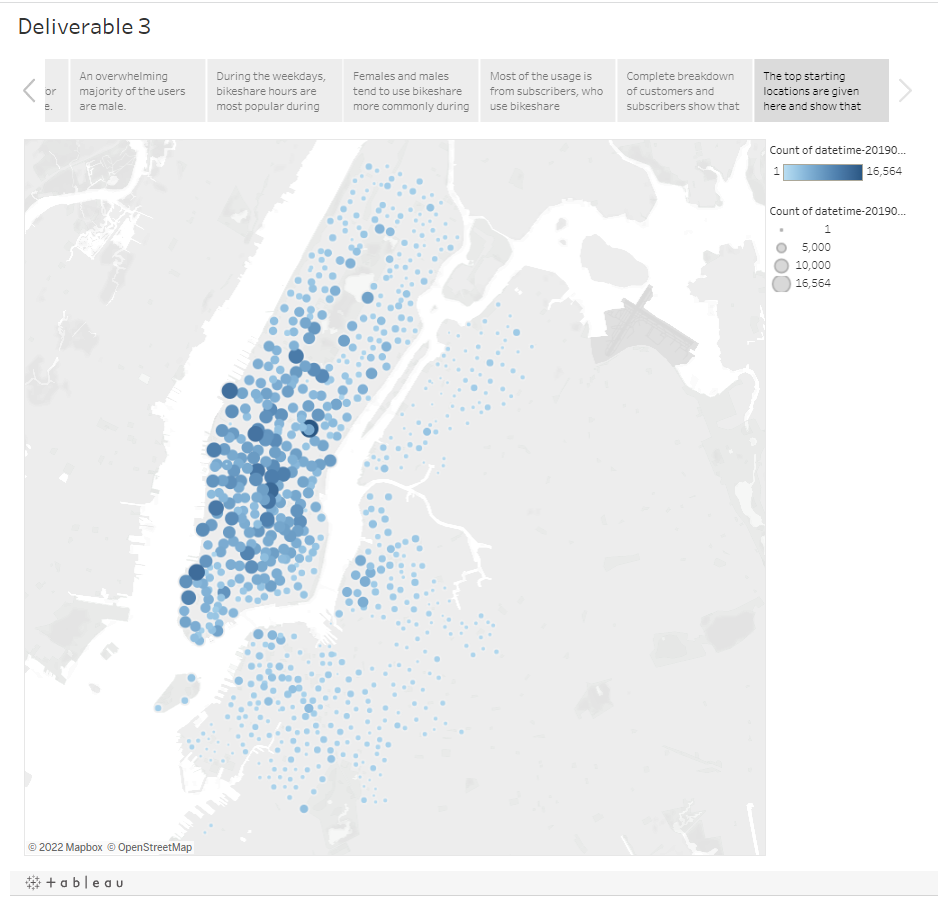 Deliverable 3
or
e.
An overwhelming
majority of the users
are male.
During the weekdays,
bikeshare hours are
most popular during
Females and males
tend to use bikeshare
more commonly during
Most of the usage is
from subscribers, who
use bikeshare
Complete breakdown
of customers and
subscribers show that
The top starting
locations are given
here and show that
Count of datetime-20190...
1 16,564
Count of datetime-20190...
1
5,000
10,000
16,564
© 2022 Mapbox © OpenStreetMap
+ a b | e a u